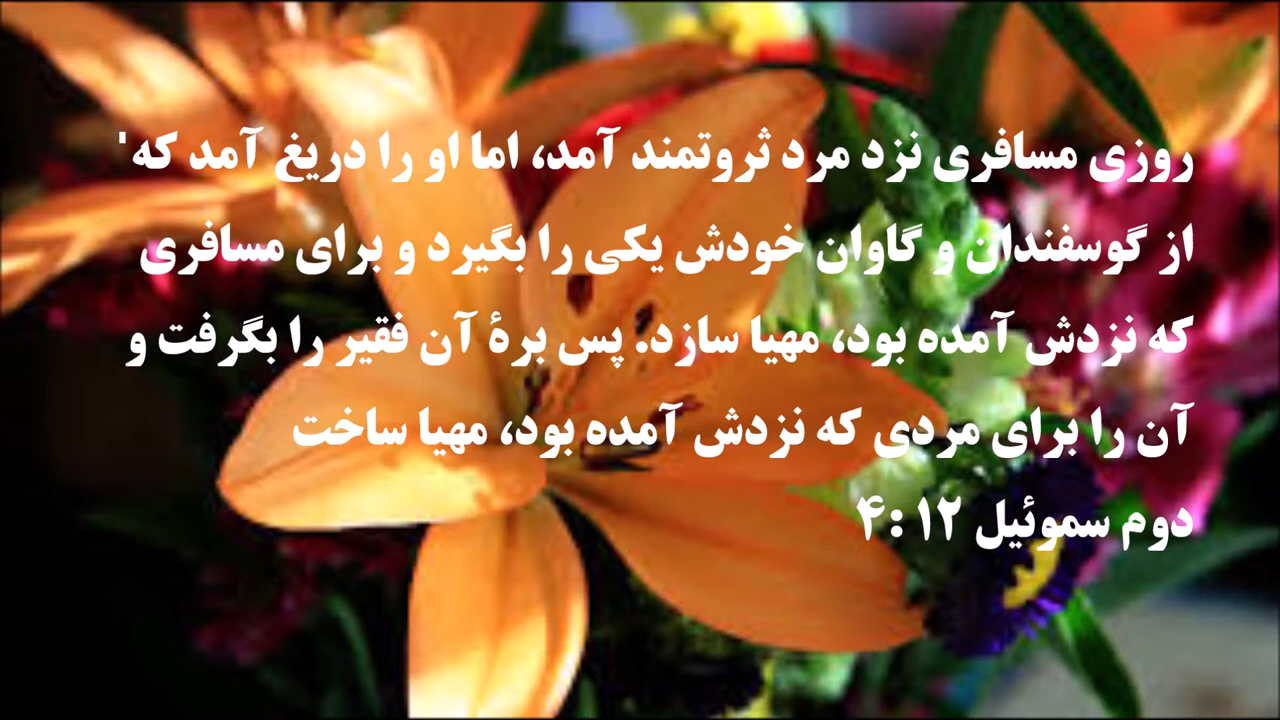 روزی مسافری نزد مرد ثروتمند آمد، اما او را دریغ آمد که'
از گوسفندان و گاوان خودش یکی را بگیرد و برای مسافری
که نزدش آمده بود، مهیا سازد. پس برهٔ آن فقیر را بگرفت و
آن را برای مردی که نزدش آمده بود، مهیا ساخت
دوم سموئیل ۱۲ :۴